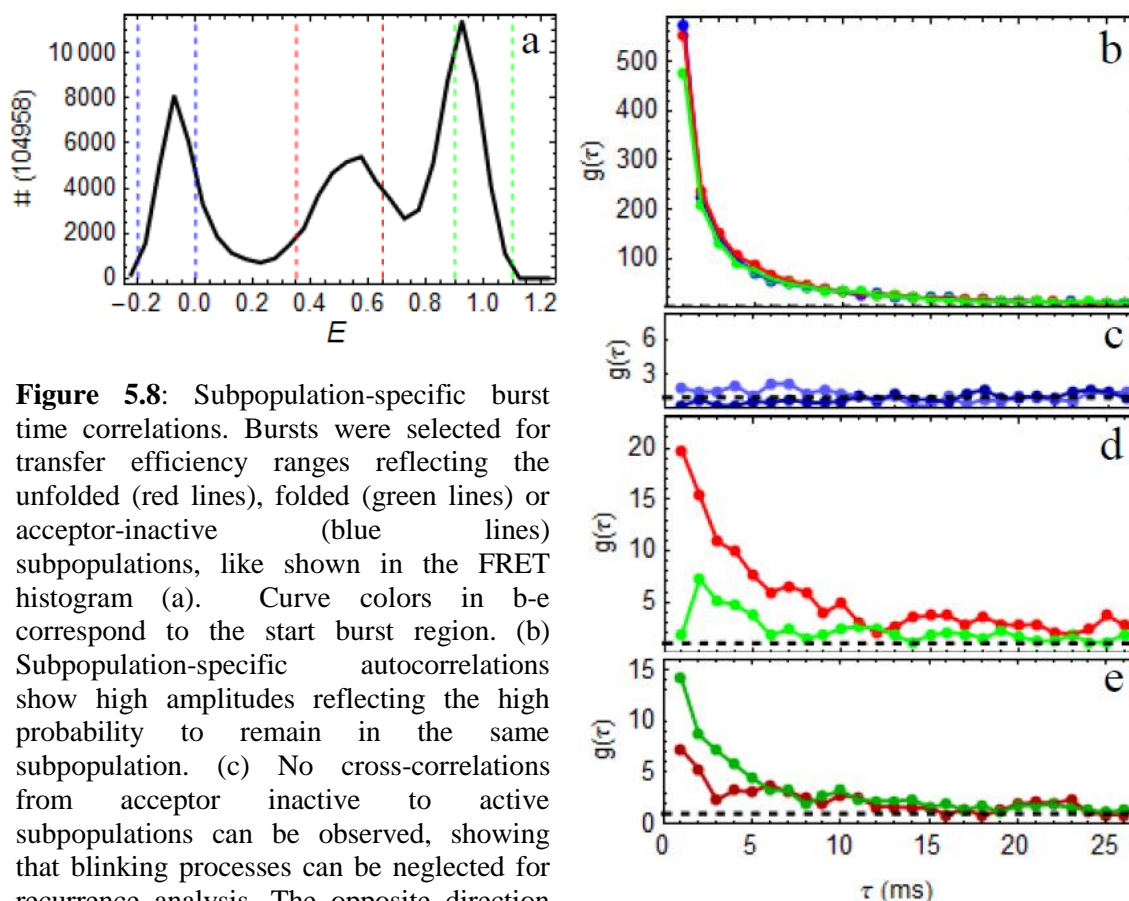 a
# (104958)
10 000
8000
6000
4000
2000
0
−0.2 0.0 0.2 0.4 0.6 0.8 1.0 1.2
E
Figure 5.8: Subpopulation-specific burst
time correlations. Bursts were selected for
transfer efficiency ranges reflecting the
unfolded (red lines), folded (green lines) or
acceptor-inactive (blue lines)
subpopulations, like shown in the FRET
histogram (a). Curve colors in b-e
correspond to the start burst region. (b)
Subpopulation-specific autocorrelations
show high amplitudes reflecting the high
probability to remain in the same
subpopulation. (c) No cross-correlations
from acceptor inactive to active
subpopulations can be observed, showing
that blinking processes can be neglected for
recurrence analysis. The opposite direction
b
g(τ)
500
400
300
200
100
c
g(τ)
6
3
1
d
g(τ)
20
15
10
5
e
g(τ)
15
10
5
0
0 5 10 15 20 25
τ (ms)